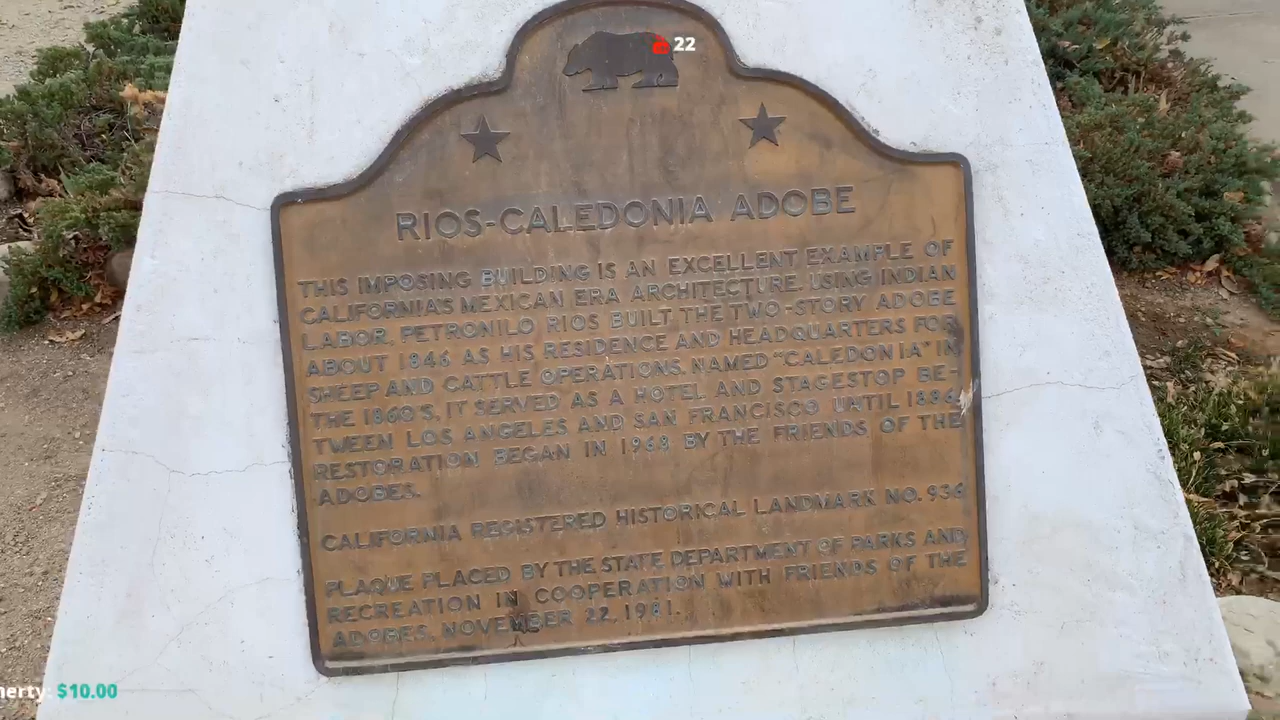 22
RIOS-CALEDONIA ADOBE
THIS IMPOSING BUILDING IS AN EXCELLENT EXAMPLE OF
CALIFORNIA'S MEXICAN ERA ARCHITECTURE. USING INDIAN
LABOR, PETRONILO RIOS BUILT THE TWO-STORY ADOBE
ABOUT 1846 AS HIS RESIDENCE AND HEADQUARTERS FOR
SHEEP AND CATTLE OPERATIONS. NAMED "CALEDONIA" IN
THE 1860'S, IT SERVED AS A HOTEL AND STAGESTOP BE-
TWEEN LOS ANGELES AND SAN FRANCISCO UNTIL 1886.
RESTORATION BEGAN IN 1968 BY THE FRIENDS OF THE
ADOBES.
CALIFORNIA REGISTERED HISTORICAL LANDMARK NO. 936
PLAQUE PLACED BY THE STATE DEPARTMENT OF PARKS AND
RECREATION IN COOPERATION WITH FRIENDS OF THE
ADOBES, NOVEMBER 22, 1981.
herty: $10.00